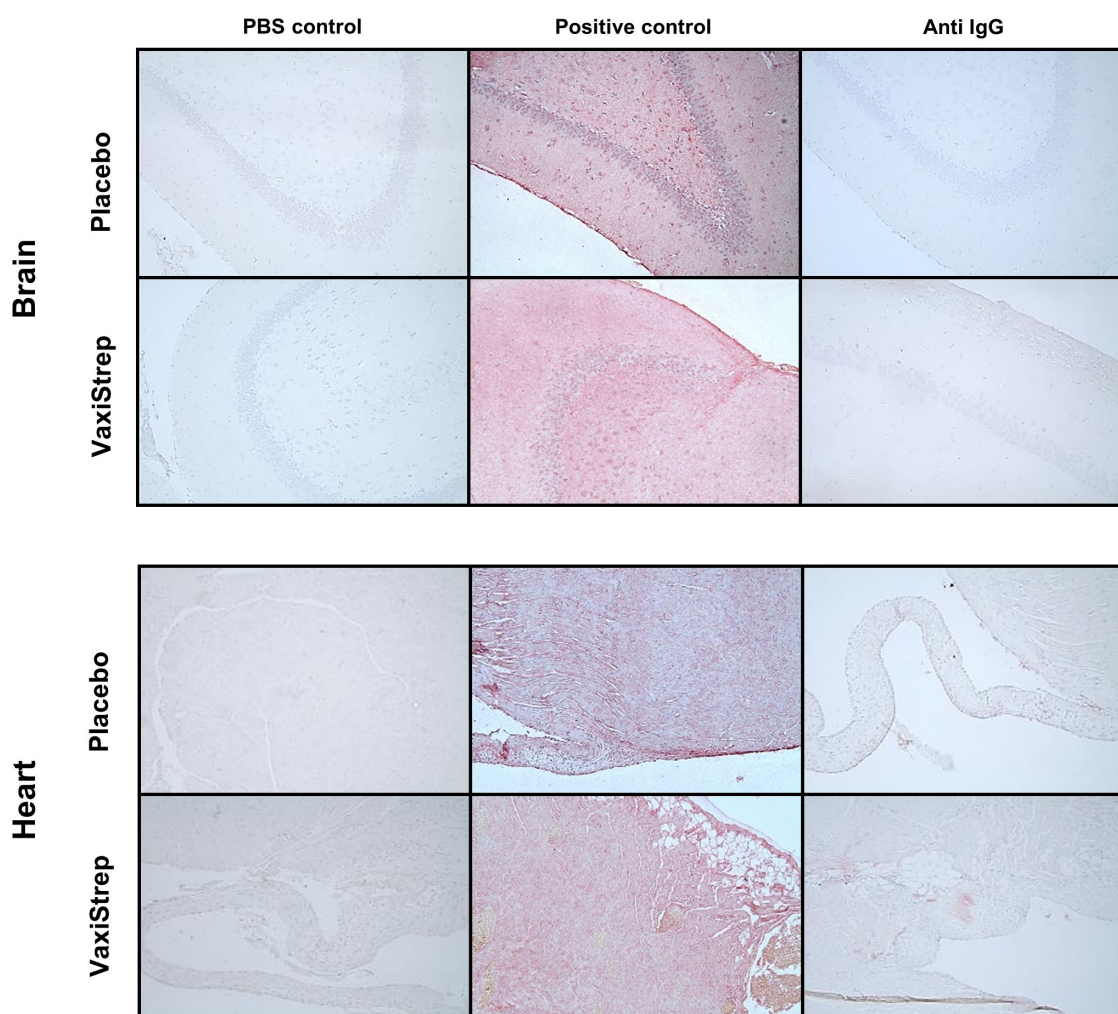 PBS control
Positive control
Anti IgG
Brain
Placebo
VaxiStrep
Heart
Placebo
VaxiStrep